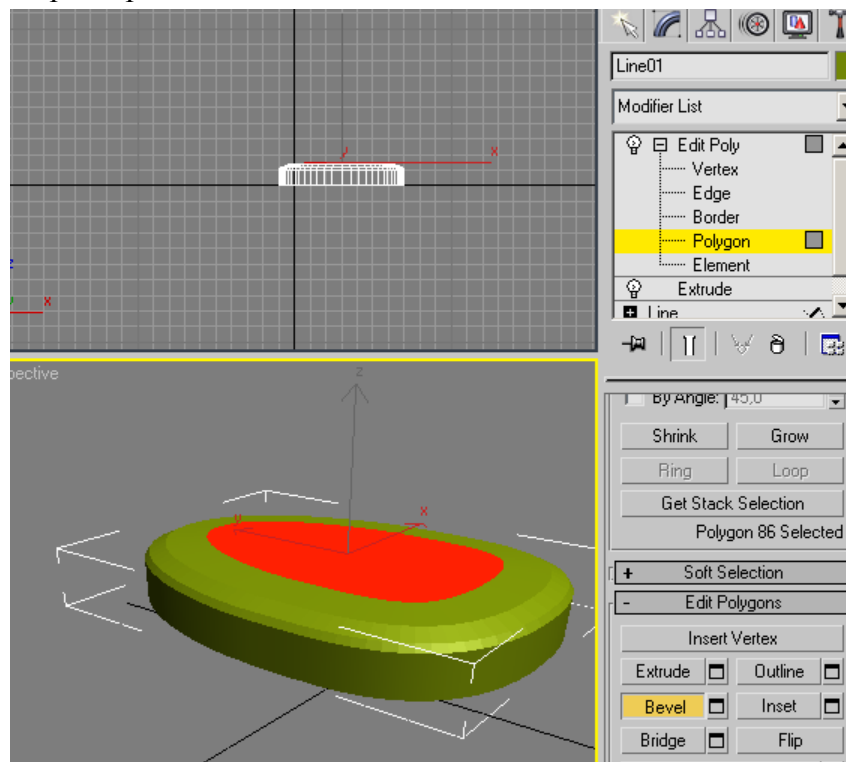 Line01
Modifier List
Edit Poly
Vertex
Edge
Border
Polygon
Element
Extrude
Line
y
x
x
spective
z
y
x
By Angle: 45,0
Shrink Grow
Ring Loop
Get Stack Selection
Polygon 86 Selected
+ Soft Selection
- Edit Polygons
Insert Vertex
Extrude Outline
Bevel Inset
Bridge Flip